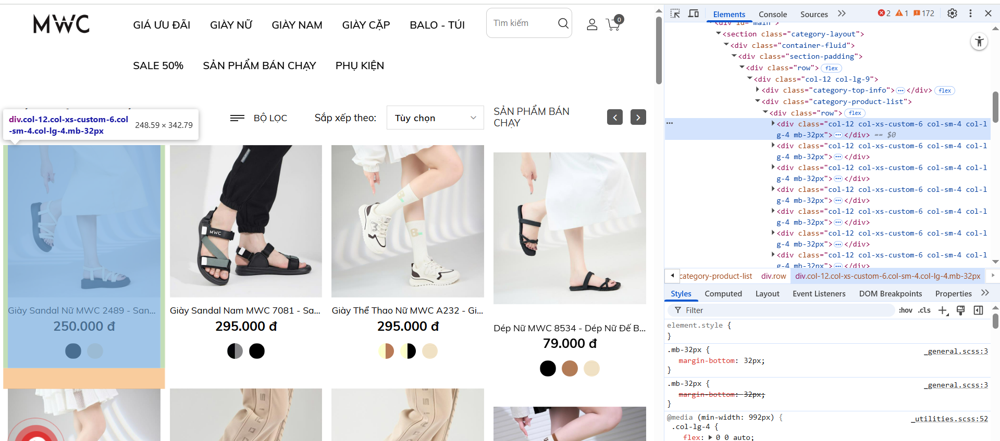 MWC
GIÁ ƯU ĐÃI
GIÀY NỮ
GIÀY NAM
GIÀY CẶP
BALO - TÚI
Tìm kiếm
0
SALE 50%
SẢN PHẨM BÁN CHẠY
PHỤ KIỆN
div.col-12.col-xs-custom-6.col
-sm-4.col-lg-4.mb-32px
248.59 × 342.79
BỘ LỌC
Sắp xếp theo:
Tùy chọn
SẢN PHẨM BÁN
CHẠY
MWC
Giày Sandal Nữ MWC 2489 - San...
250.000 đ
Giày Sandal Nam MWC 7081 - Sa...
295.000 đ
Giày Thể Thao Nữ MWC A232 - Gi...
295.000 đ
Dép Nữ MWC 8534 - Dép Nữ Đế B...
79.000 đ
Elements
Console
Sources
2
1
172
<div id="main">
<section class="category-layout">
<div class="container-fluid">
<div class="section-padding">
<div class="row"> flex
<div class="col-12 col-lg-9">
<div class="category-top-info">…</div> flex
<div class="category-product-list">
<div class="row"> flex
<div class="col-12 col-xs-custom-6 col-sm-4 col-l
g-4 mb-32px">…</div> == $0
<div class="col-12 col-xs-custom-6 col-sm-4 col-l
g-4 mb-32px">…</div>
<div class="col-12 col-xs-custom-6 col-sm-4 col-l
g-4 mb-32px">…</div>
<div class="col-12 col-xs-custom-6 col-sm-4 col-l
g-4 mb-32px">…</div>
<div class="col-12 col-xs-custom-6 col-sm-4 col-l
g-4 mb-32px">…</div>
<div class="col-12 col-xs-custom-6 col-sm-4 col-l
g-4 mb-32px">…</div>
<div class="col-12 col-xs-custom-6 col-sm-4 col-l
g-4 mb-32px">…</div>
category-product-list
div.row
div.col-12.col-xs-custom-6.col-sm-4.col-lg-4.mb-32px
Styles
Computed
Layout
Event Listeners
DOM Breakpoints
Properties
Filter
:hov
.cls
element.style {
}
.mb-32px {
_general.scss:3
margin-bottom: 32px;
}
.mb-32px {
_general.scss:3
margin-bottom: 32px;
}
@media (min-width: 992px) {
_utilities.scss:52
.col-lg-4 {
flex: 0 0 auto;